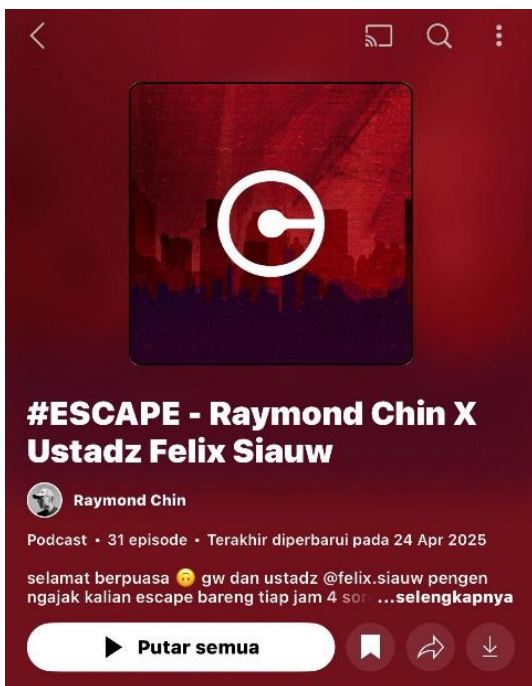 #ESCAPE - Raymond Chin X
Ustadz Felix Siauw
Raymond Chin
Podcast • 31 episode • Terakhir diperbarui pada 24 Apr 2025
selamat berpuasa 🙃 gw dan ustadz @felix.siauw pengen
ngajak kalian escape bareng tiap jam 4 sor ...selengkapnya
Putar semua